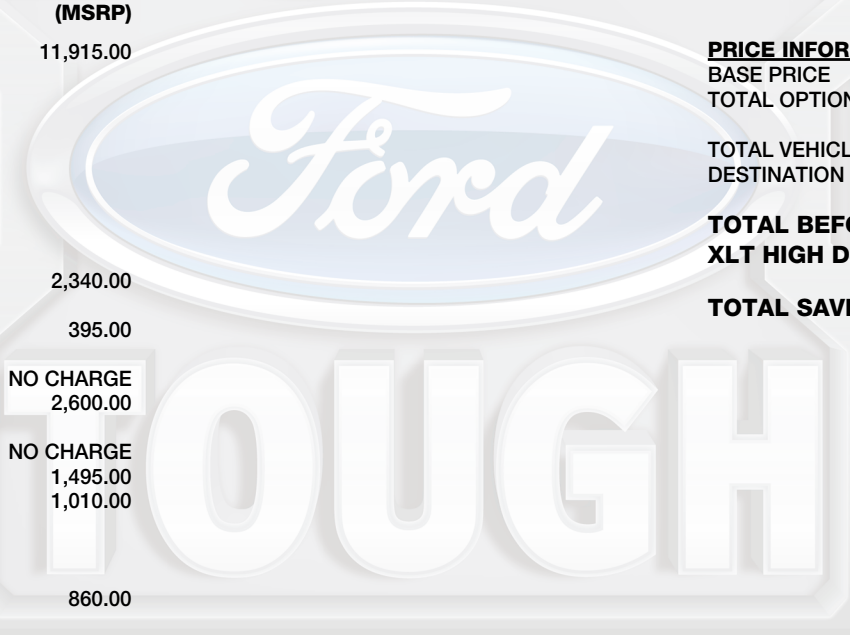 (MSRP)
11,915.00
2,340.00
395.00
NO CHARGE
2,600.00
NO CHARGE
1,495.00
1,010.00
860.00
PRICE INFOR
BASE PRICE
TOTAL OPTION
TOTAL VEHICL
DESTINATION
TOTAL BEFO
XLT HIGH D
TOTAL SAVI
Ford
TOUGH